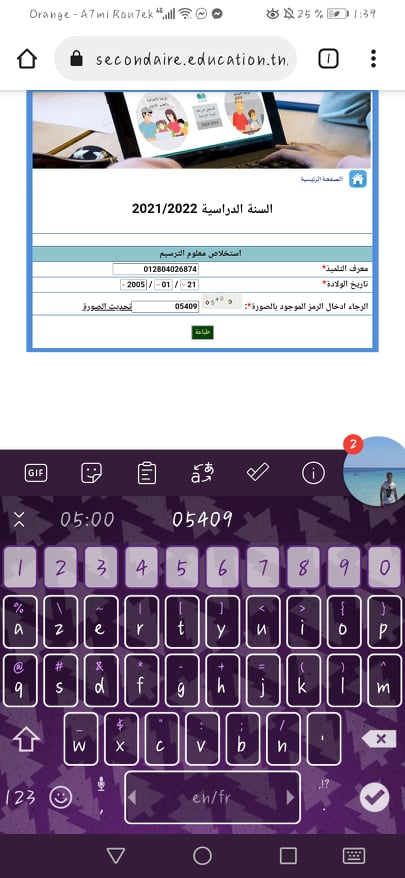 Orange - A7mi Rou7ek 4G 25 % 1:39
secondaire.education.tn. 1
الصفحة الرئيسية
السنة الدراسية 2021/2022
استخلاص معلوم الترسيم
معرف التلميذ* 012804026874
تاريخ الولادة* 21 / 01 / 2005
الرجاء ادخال الرمز الموجود بالصورة*: 05409 05409 تحديث الصورة
طباعة
2
GIF
05:00 05409
1 2 3 4 5 6 7 8 9 0
% \ ~ | [ ] < > { }
a z e r t y u i o p
@ # & * - + = ( ) ^
q s d f g h j k l m
_ $ " : ; /
w x c v b n '
123 , en/fr .,!?